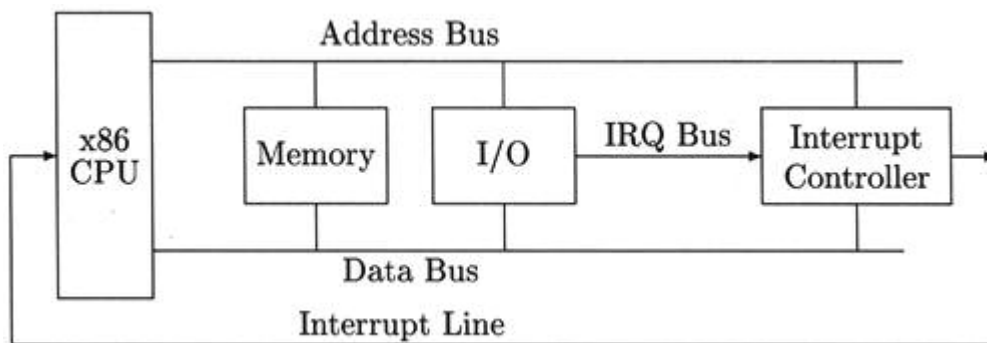 Address Bus
x86
CPU
Memory
I/O
IRQ Bus
Interrupt
Controller
Data Bus
Interrupt Line